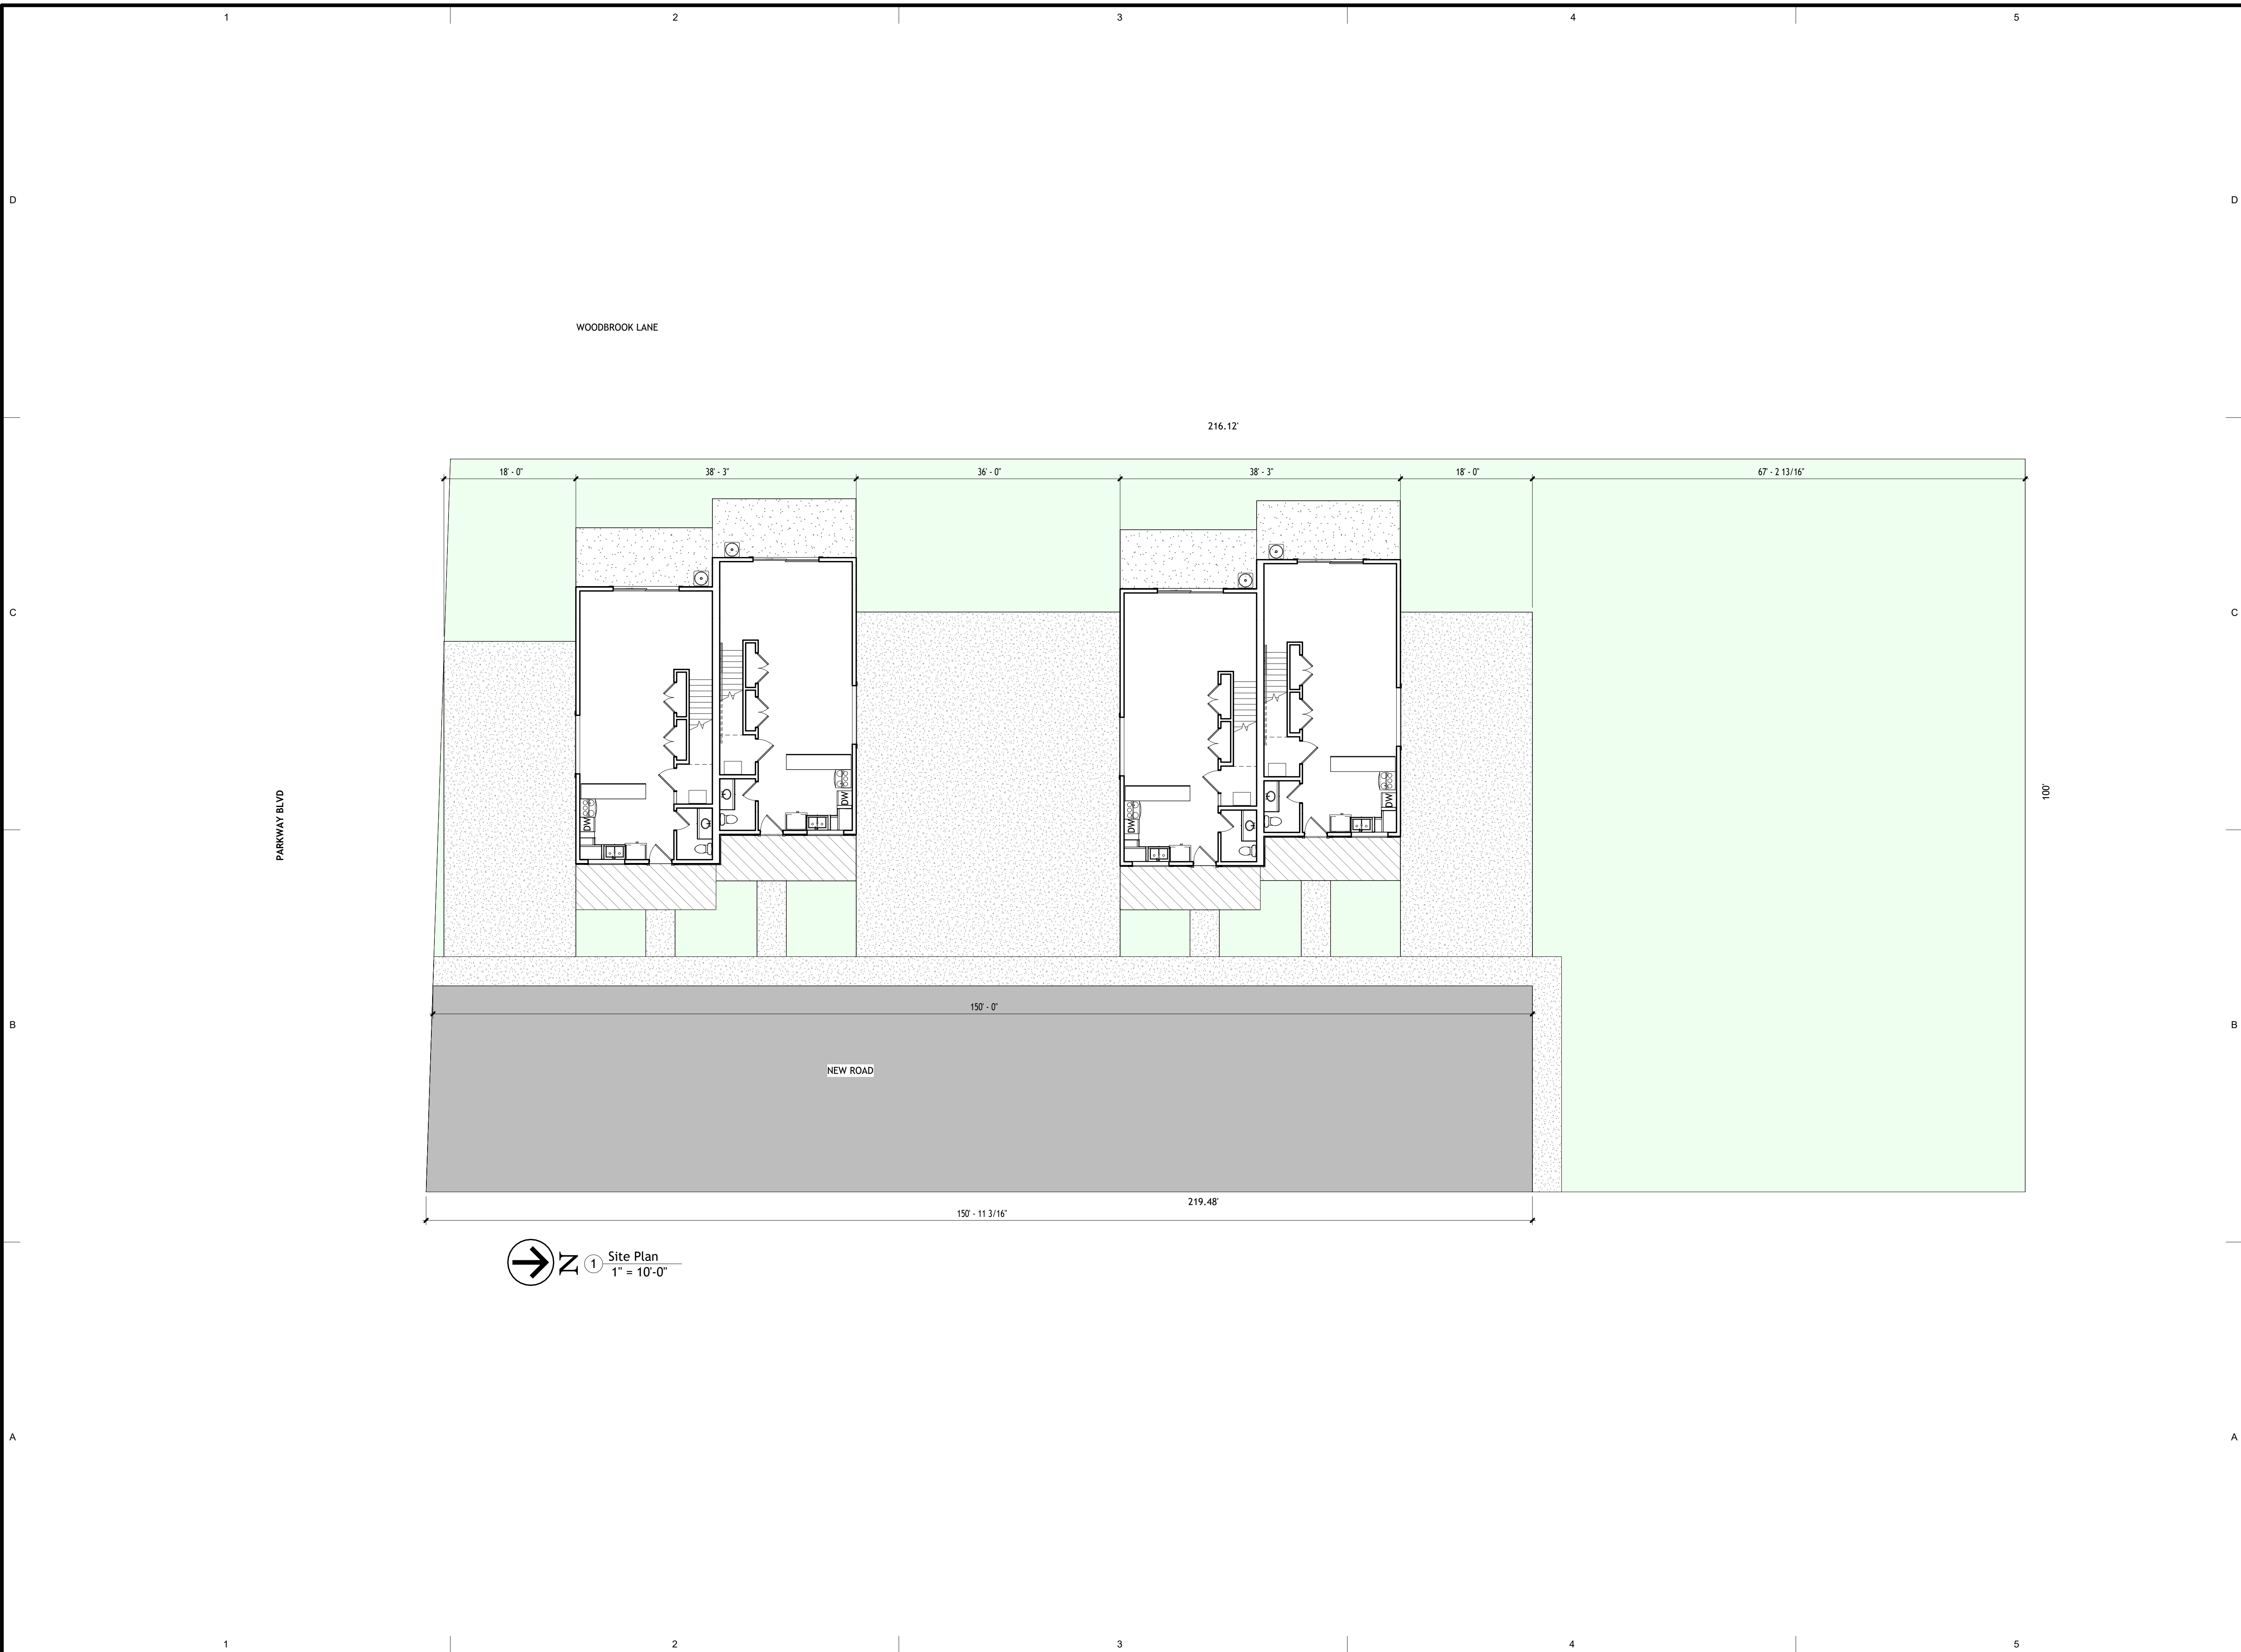 1 2 3 4 5
D D
WOODBROOK LANE
216.12'
18' - 0" 38' - 3" 36' - 0" 38' - 3" 18' - 0" 67' - 2 13/16"
C C
PARKWAY BLVD
DW DW DW DW
100'
150' - 0"
B B
NEW ROAD
219.48'
150' - 11 3/16"
N 1 Site Plan
1" = 10'-0"
A A
1 2 3 4 5